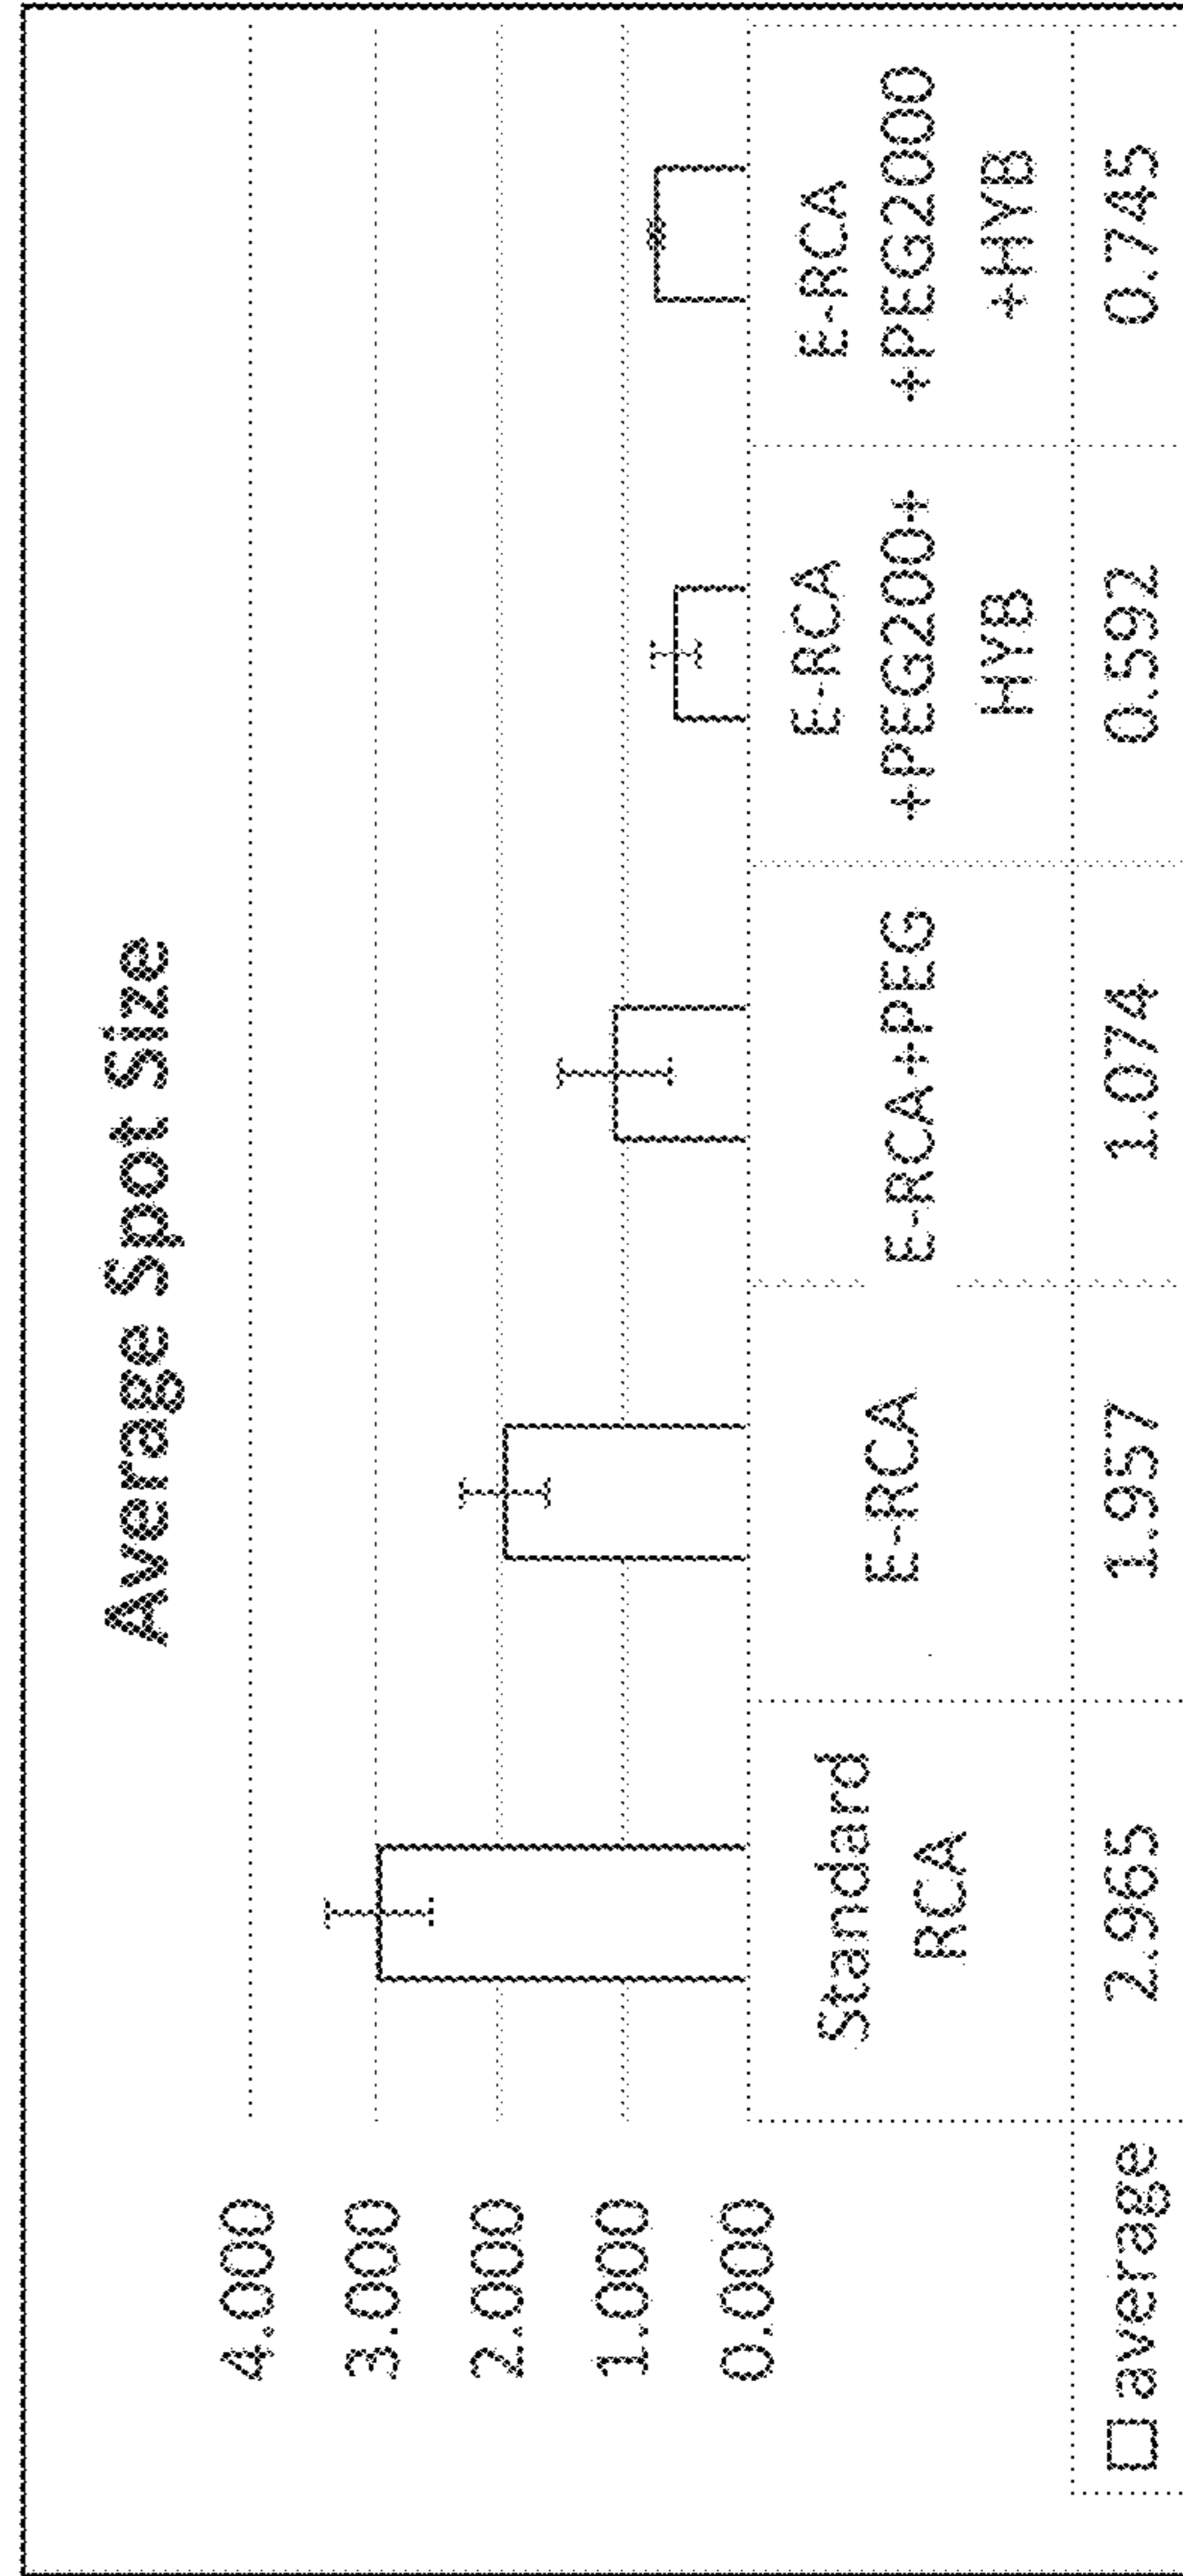 Average Spot Size
4.000
3.000
2.000
1.000
0.000
Standard
RCA
E-RCA
E-RCA+PEG
E-RCA
+PEG200+
HYB
E-RCA
+PEG2000
+HYB
average 2.965 1.957 1.074 0.592 0.745